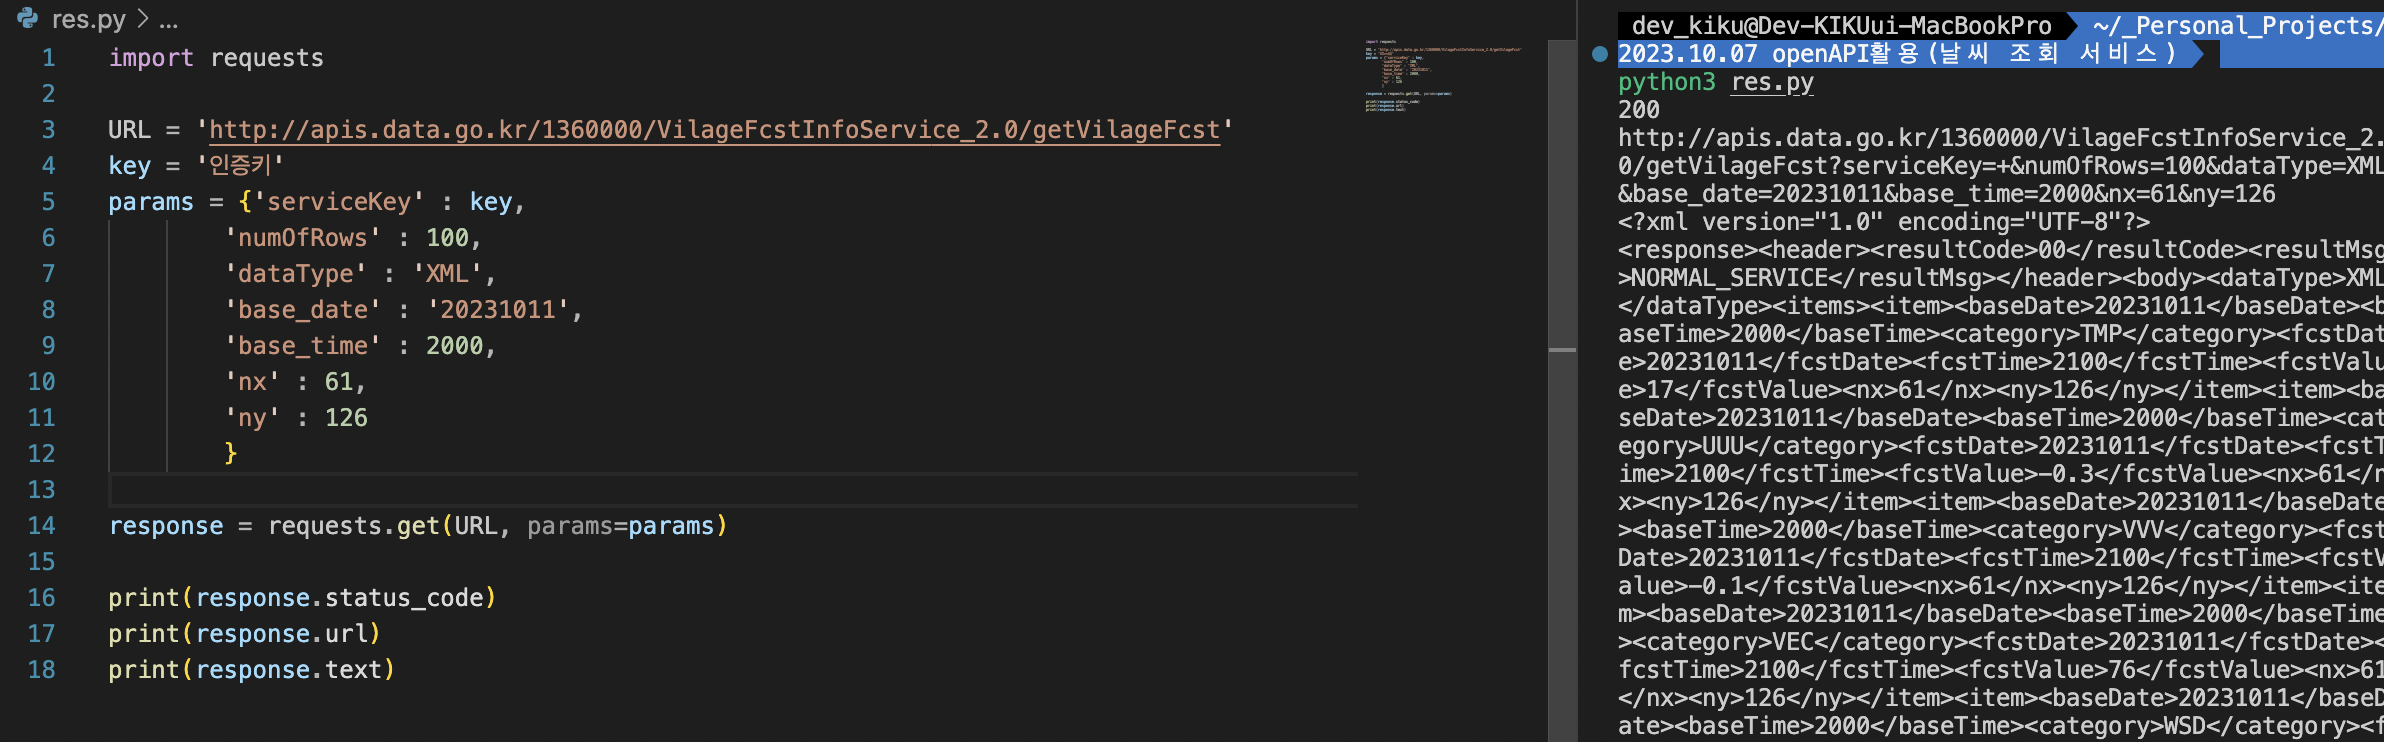 res.py > ...
1 import requests
2
3 URL = 'http://apis.data.go.kr/1360000/VilageFcstInfoService_2.0/getVilageFcst'
4 key = '인증키'
5 params = {'serviceKey' : key,
6 'numOfRows' : 100,
7 'dataType' : 'XML',
8 'base_date' : '20231011',
9 'base_time' : 2000,
10 'nx' : 61,
11 'ny' : 126
12 }
13
14 response = requests.get(URL, params=params)
15
16 print(response.status_code)
17 print(response.url)
18 print(response.text)
dev_kiku@Dev-KIKUui-MacBookPro ~/_Personal_Projects/
2023.10.07 openAPI활용(날씨 조회 서비스)
python3 res.py
200
http://apis.data.go.kr/1360000/VilageFcstInfoService_2.
0/getVilageFcst?serviceKey=+&numOfRows=100&dataType=XML
&base_date=20231011&base_time=2000&nx=61&ny=126
<?xml version="1.0" encoding="UTF-8"?>
<response><header><resultCode>00</resultCode><resultMsg
>NORMAL_SERVICE</resultMsg></header><body><dataType>XML
</dataType><items><item><baseDate>20231011</baseDate><b
aseTime>2000</baseTime><category>TMP</category><fcstDat
e>20231011</fcstDate><fcstTime>2100</fcstTime><fcstValu
e>17</fcstValue><nx>61</nx><ny>126</ny></item><item><ba
seDate>20231011</baseDate><baseTime>2000</baseTime><cat
egory>UUU</category><fcstDate>20231011</fcstDate><fcstT
ime>2100</fcstTime><fcstValue>-0.3</fcstValue><nx>61</n
x><ny>126</ny></item><item><baseDate>20231011</baseDate
><baseTime>2000</baseTime><category>VVV</category><fcst
Date>20231011</fcstDate><fcstTime>2100</fcstTime><fcstV
alue>-0.1</fcstValue><nx>61</nx><ny>126</ny></item><ite
m><baseDate>20231011</baseDate><baseTime>2000</baseTime
><category>VEC</category><fcstDate>20231011</fcstDate><
fcstTime>2100</fcstTime><fcstValue>76</fcstValue><nx>61
</nx><ny>126</ny></item><item><baseDate>20231011</baseD
ate><baseTime>2000</baseTime><category>WSD</category><f